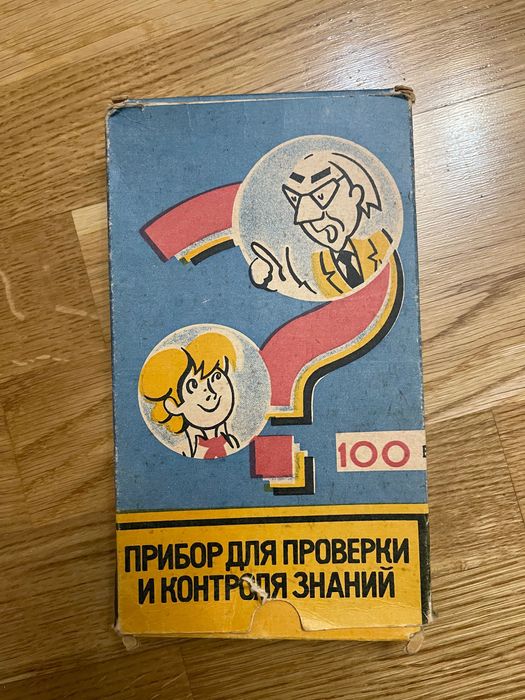 ?
100 В
ПРИБОР ДЛЯ ПРОВЕРКИ
И КОНТРОЛЯ ЗНАНИЙ